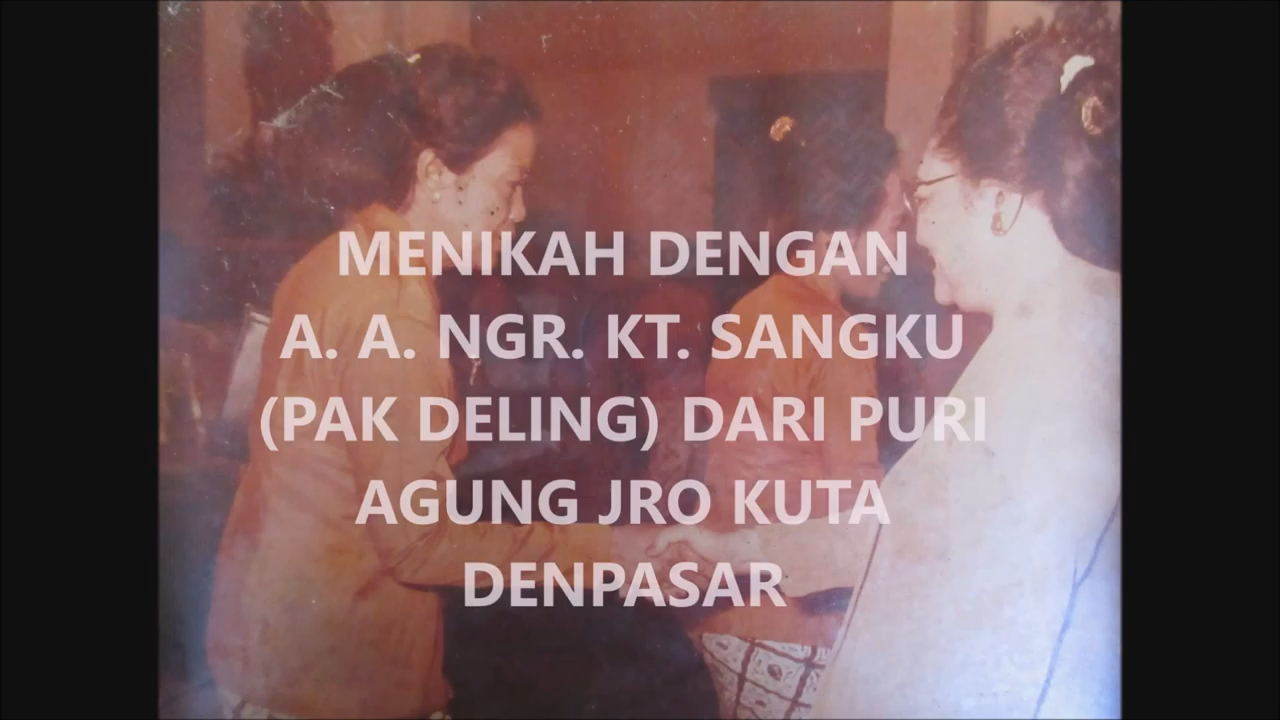 MENIKAH DENGAN
A. A. NGR. KT. SANGKU
(PAK DELING) DARI PURI
AGUNG JRO KUTA
DENPASAR